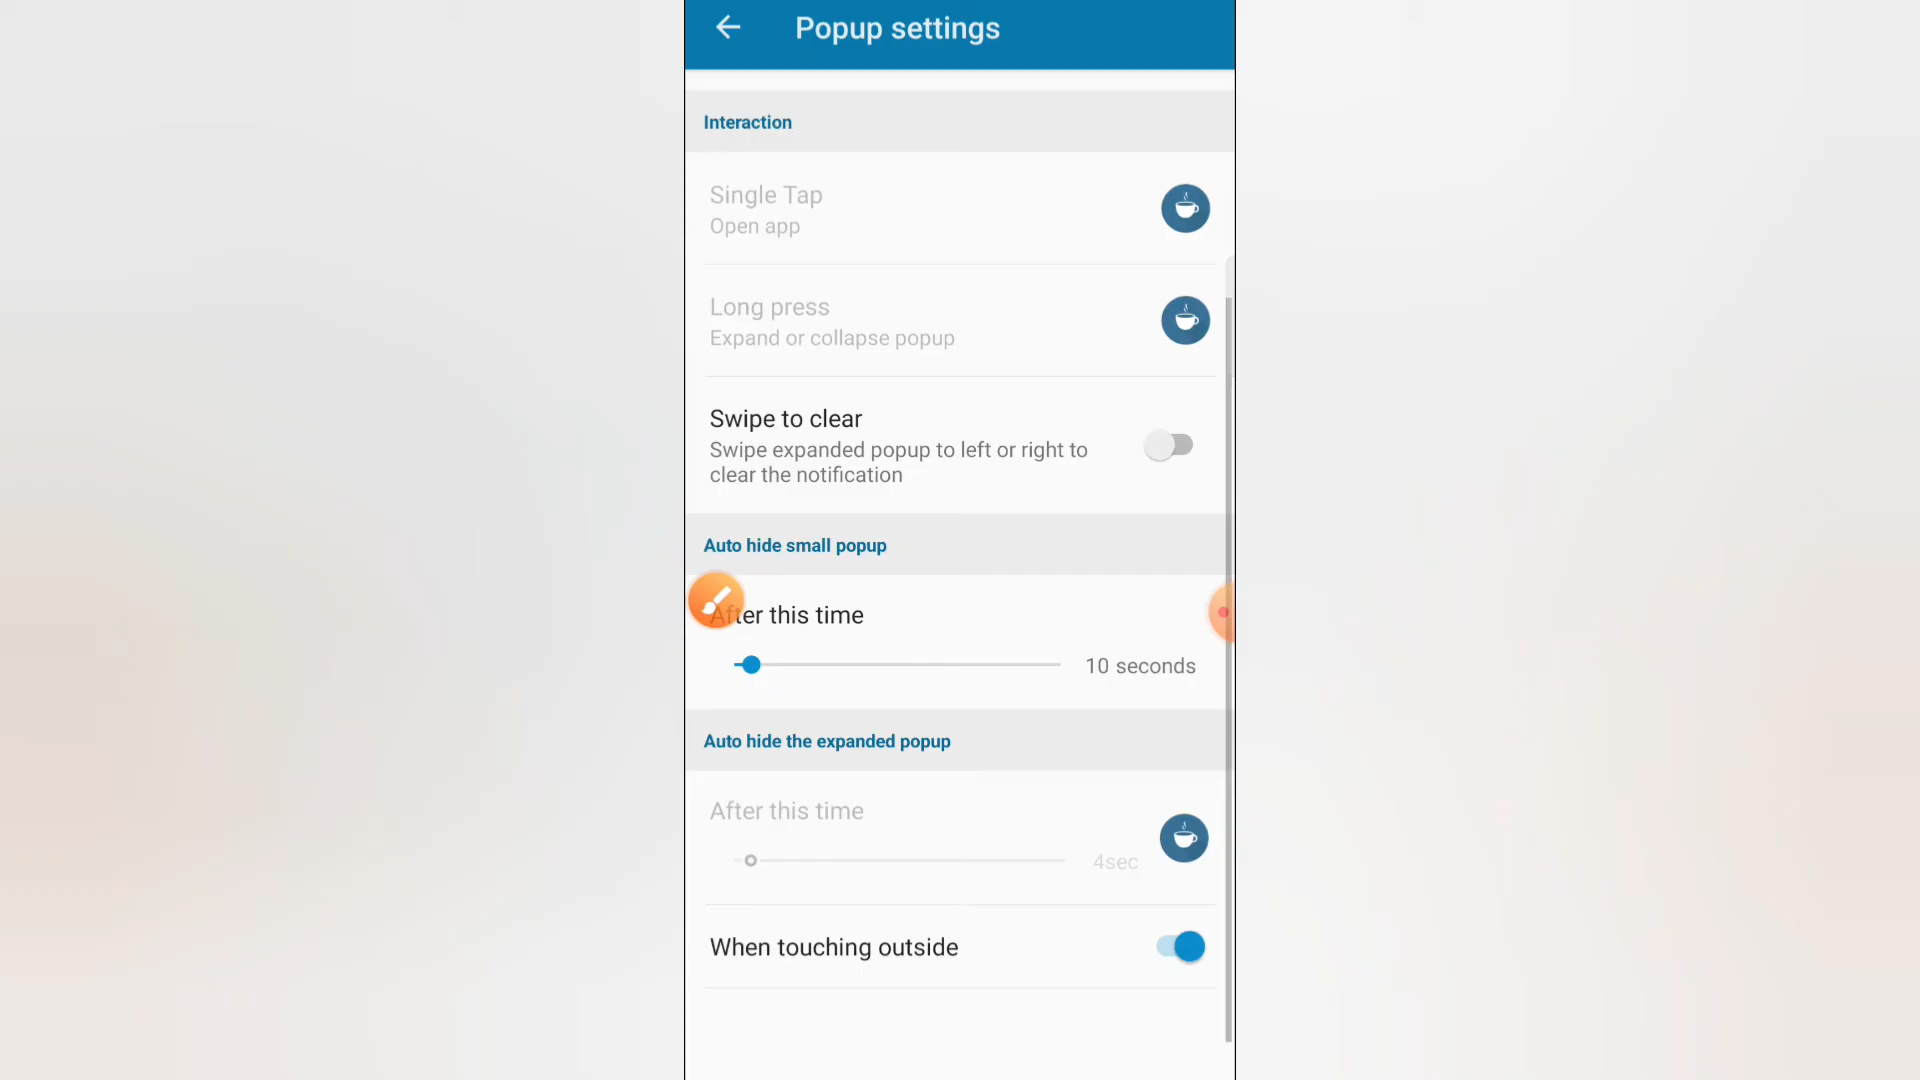 Popup settings
Interaction
Single Tap
Open app
Long press
Expand or collapse popup
Swipe to clear
Swipe expanded popup to left or right to
clear the notification
Auto hide small popup
After this time
10 seconds
Auto hide the expanded popup
After this time
4sec
When touching outside